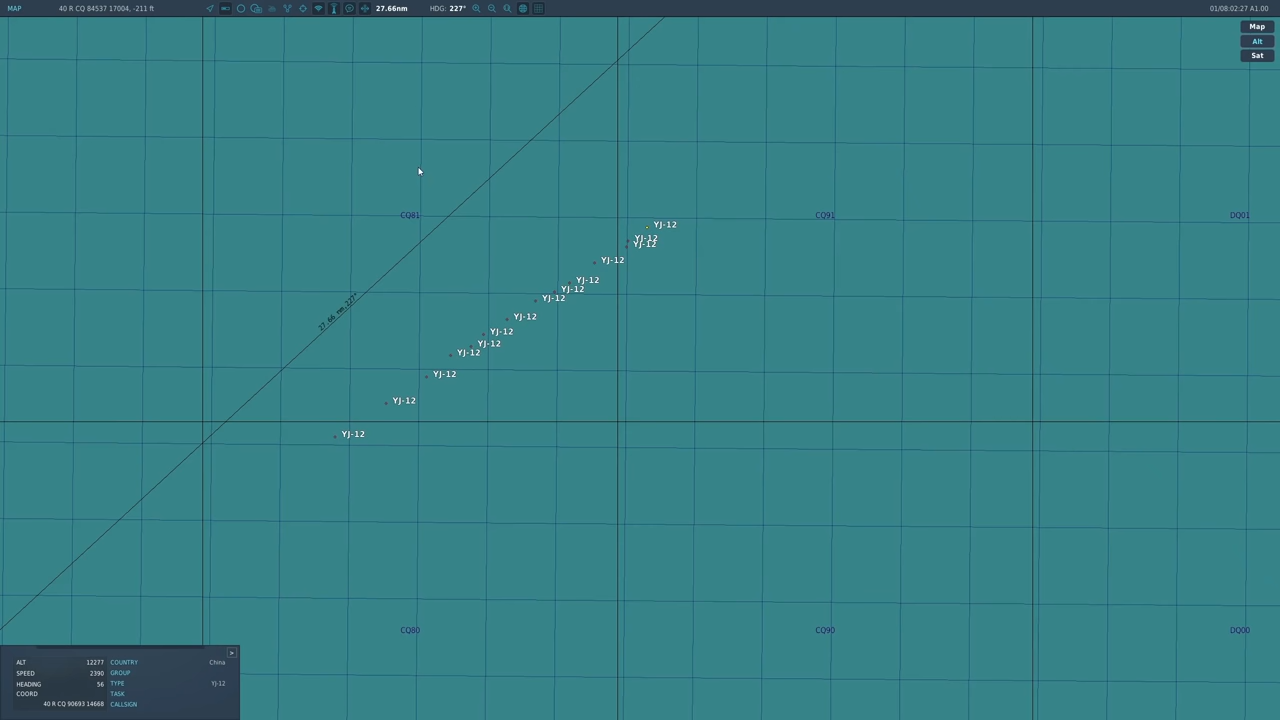 MAP 40 R CQ 84537 17004, -211 ft 27.66nm HDG: 227° 01/08:02:27 A1.00
Map
Alt
Sat
CQ81 CQ91 DQ01
YJ-12
YJ-12
YJ-12
YJ-12
YJ-12
YJ-12
YJ-12
27.66 nm 227°
YJ-12
YJ-12
YJ-12
YJ-12
YJ-12
YJ-12
YJ-12
CQ80 CQ90 DQ00
>
ALT 12277 COUNTRY China
SPEED 2390 GROUP
HEADING 56 TYPE YJ-12
COORD TASK
40 R CQ 90693 14668 CALLSIGN